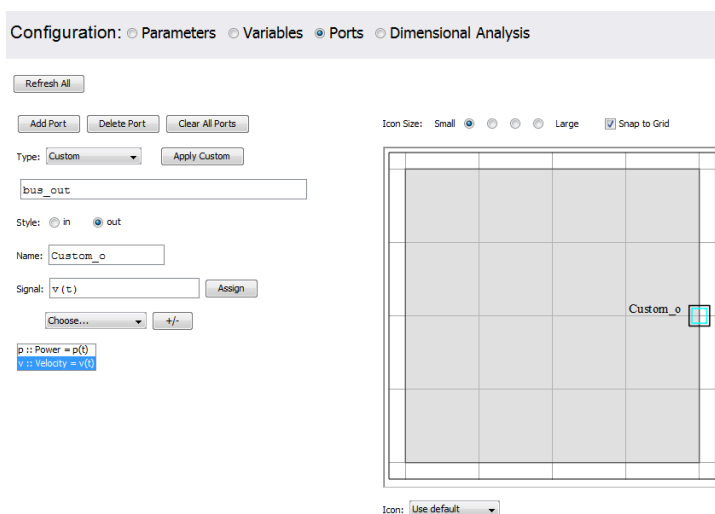 Configuration: Parameters Variables Ports Dimensional Analysis
Refresh All
Add Port Delete Port Clear All Ports
Icon Size: Small Large Snap to Grid
Type: Custom Apply Custom
bus_out
Style: in out
Name: Custom_o
Signal: v(t) Assign
Choose... +/-
p :: Power = p(t)
v :: Velocity = v(t)
Custom_o
Icon: Use default